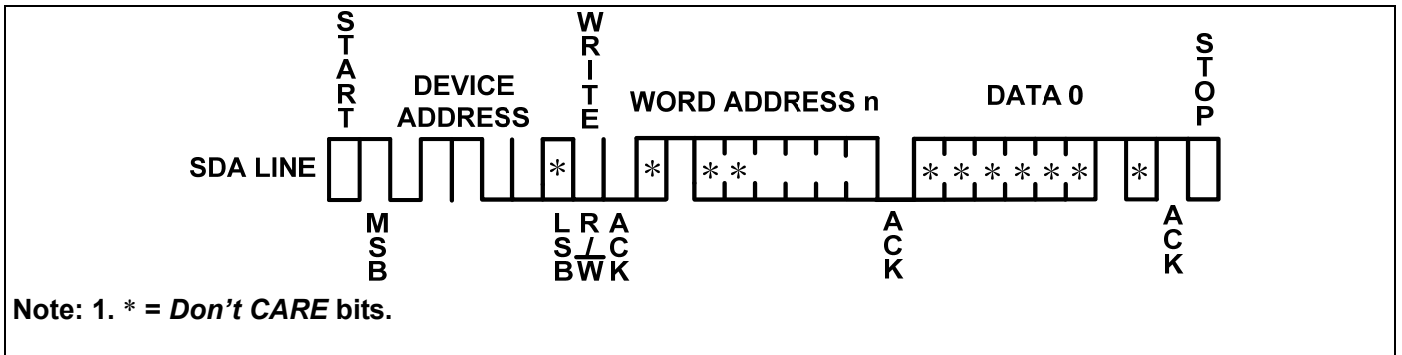 START
DEVICE ADDRESS
WRITE
WORD ADDRESS n
DATA 0
STOP
SDA LINE
*
*
* *
* * * * * *
*
MSB
LSB
R/W
ACK
ACK
ACK
Note: 1. * = Don't CARE bits.